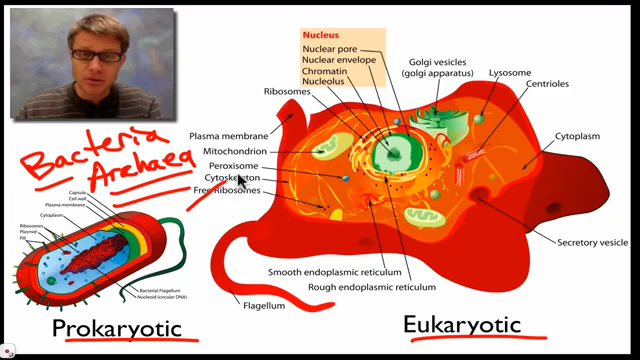 Nucleus
Nuclear pore
Nuclear envelope
Chromatin
Nucleolus
Golgi vesicles
(golgi apparatus)
Lysosome
Centrioles
Ribosomes
Plasma membrane
Mitochondrion
Peroxisome
Cytoskeleton
Free Ribosomes
Cytoplasm
Secretory vesicle
Smooth endoplasmic reticulum
Rough endoplasmic reticulum
Flagellum
Eukaryotic
Bacteria
Archaea
Capsule
Cell wall
Plasma membrane
Cytoplasm
Ribosomes
Plasmid
Pili
Bacterial Flagellum
Nucleoid (circular DNA)
Prokaryotic